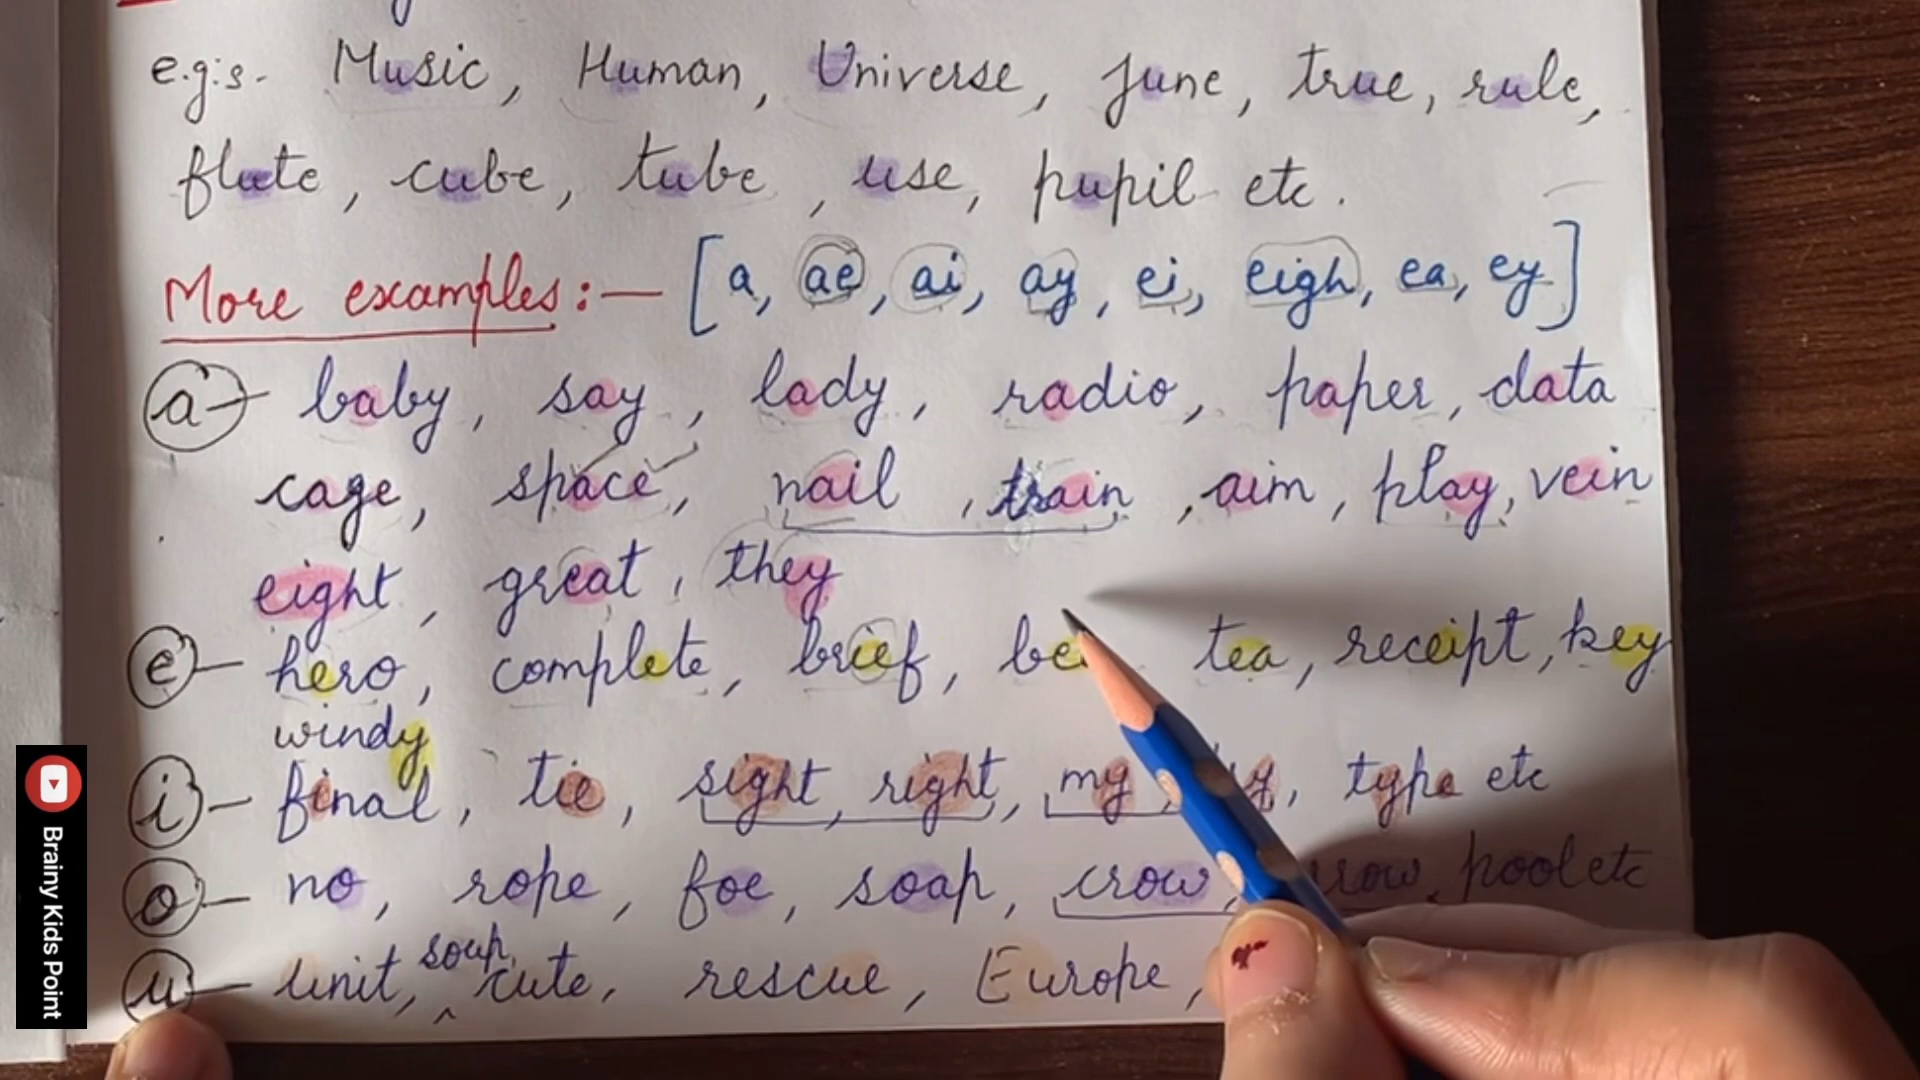 e.g.s. Music, Human, Universe, June, true, rule,
flute, cube, tube, use, pupil etc.
More examples:— [a, ae, ai, ay, ei, eigh, ea, ey]
a— baby, say, lady, radio, paper, data
cage, space, nail, train, aim, play, vein
eight, great, they
e— hero, complete, brief, tea, receipt, key
windy
i— final, tie, sight, right, my, type etc
o— no, rope, foe, soap, crow, pool etc
u— unit, soup, cute, rescue, Europe,
Brainy Kids Point